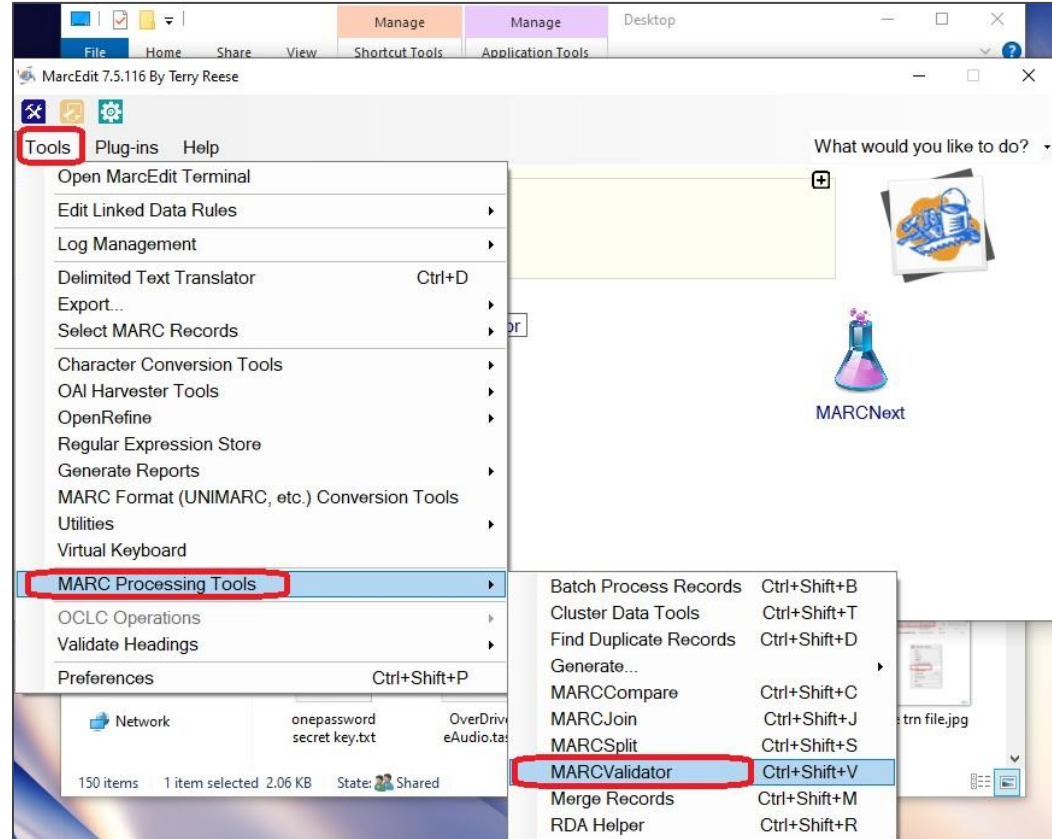 Manage Manage Desktop
File Home Share View Shortcut Tools Application Tools
MarcEdit 7.5.116 By Terry Reese
Tools Plug-ins Help What would you like to do?
Open MarcEdit Terminal
Edit Linked Data Rules
Log Management
Delimited Text Translator Ctrl+D
Export...
Select MARC Records
or
Character Conversion Tools
OAI Harvester Tools
OpenRefine
Regular Expression Store
Generate Reports
MARC Format (UNIMARC, etc.) Conversion Tools
Utilities
Virtual Keyboard
MARC Processing Tools
OCLC Operations
Validate Headings
Preferences Ctrl+Shift+P
MARCNext
Batch Process Records Ctrl+Shift+B
Cluster Data Tools Ctrl+Shift+T
Find Duplicate Records Ctrl+Shift+D
Generate...
MARCCompare Ctrl+Shift+C
MARCJoin Ctrl+Shift+J
MARCSplit Ctrl+Shift+S
MARCValidator Ctrl+Shift+V
Merge Records Ctrl+Shift+M
RDA Helper Ctrl+Shift+R
Network onepassword OverDriv
secret key.txt eAudio.tas
trn file.jpg
150 items 1 item selected 2.06 KB State: Shared